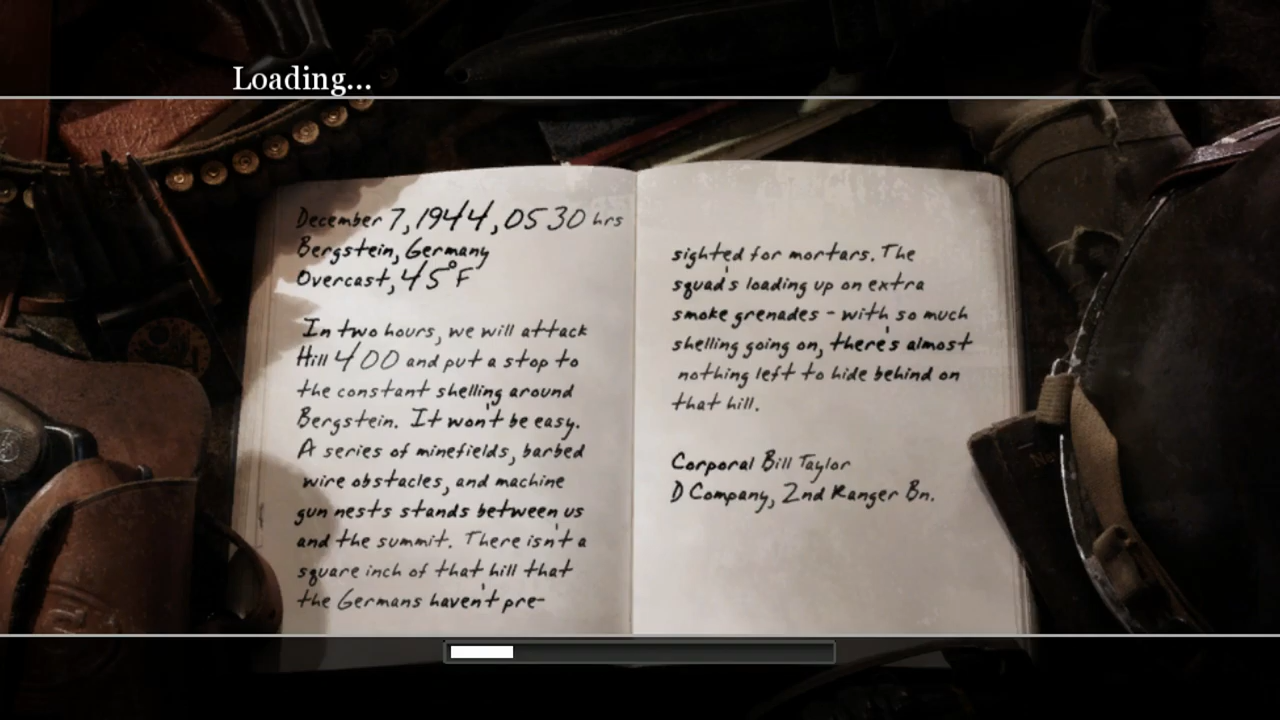 Loading...
December 7, 1944, 0530 hrs
Bergstein, Germany
Overcast, 45°F
In two hours, we will attack
Hill 400 and put a stop to
the constant shelling around
Bergstein. It won't be easy.
A series of minefields, barbed
wire obstacles, and machine
gun nests stands between us
and the summit. There isn't a
square inch of that hill that
the Germans haven't pre-
sighted for mortars. The
squad's loading up on extra
smoke grenades - with so much
shelling going on, there's almost
nothing left to hide behind on
that hill.
Corporal Bill Taylor
D Company, 2nd Ranger Bn.